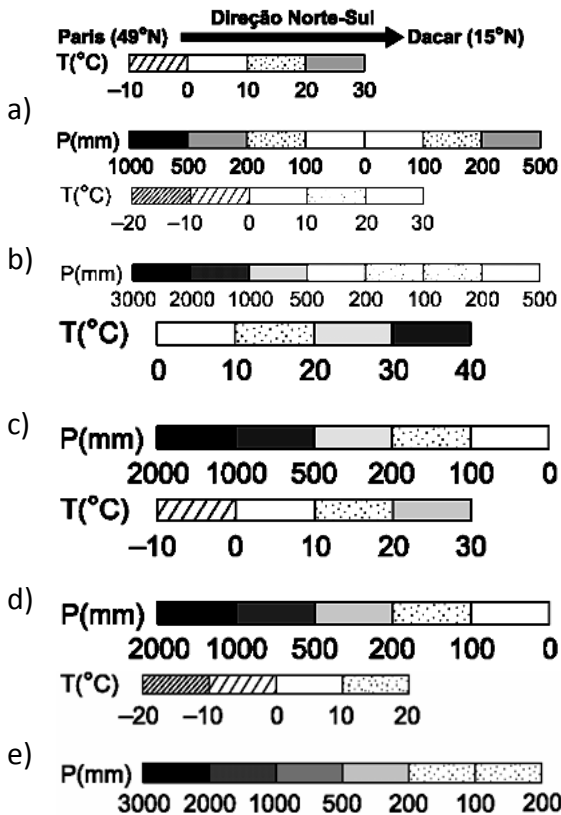 Direção Norte-Sul
Paris (49°N) Dacar (15°N)
T(°C)
–10 0 10 20 30
a)
P(mm)
1000 500 200 100 0 100 200 500
T(°C)
–20 –10 0 10 20 30
b)
P(mm)
3000 2000 1000 500 200 100 200 500
T(°C)
0 10 20 30 40
c)
P(mm)
2000 1000 500 200 100 0
T(°C)
–10 0 10 20 30
d)
P(mm)
2000 1000 500 200 100 0
T(°C)
–20 –10 0 10 20
e)
P(mm)
3000 2000 1000 500 200 100 200